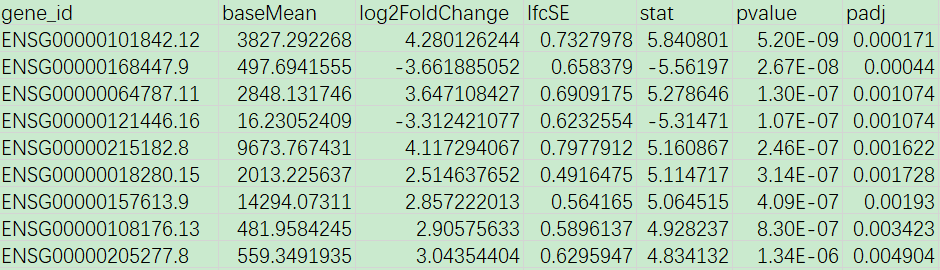 gene_id baseMean log2FoldChange lfcSE stat pvalue padj
ENSG00000101842.12 3827.292268 4.280126244 0.7327978 5.840801 5.20E-09 0.000171
ENSG00000168447.9 497.6941555 -3.661885052 0.658379 -5.56197 2.67E-08 0.00044
ENSG00000064787.11 2848.131746 3.647108427 0.6909175 5.278646 1.30E-07 0.001074
ENSG00000121446.16 16.23052409 -3.312421077 0.6232554 -5.31471 1.07E-07 0.001074
ENSG00000215182.8 9673.767431 4.117294067 0.7977912 5.160867 2.46E-07 0.001622
ENSG00000018280.15 2013.225637 2.514637652 0.4916475 5.114717 3.14E-07 0.001728
ENSG00000157613.9 14294.07311 2.857222013 0.564165 5.064515 4.09E-07 0.00193
ENSG00000108176.13 481.9584245 2.90575633 0.5896137 4.928237 8.30E-07 0.003423
ENSG00000205277.8 559.3491935 3.04354404 0.6295947 4.834132 1.34E-06 0.004904